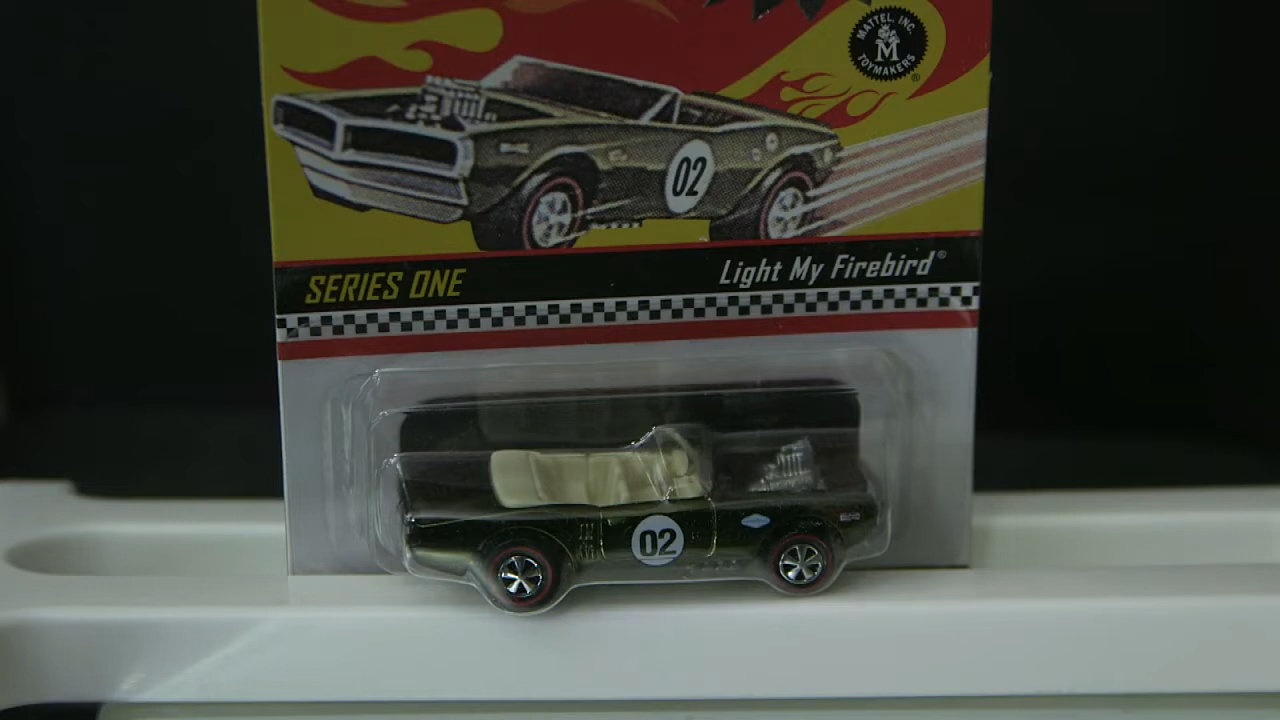 MATTEL, INC.
M
TOYMAKERS
®
02
SERIES ONE
Light My Firebird®
02